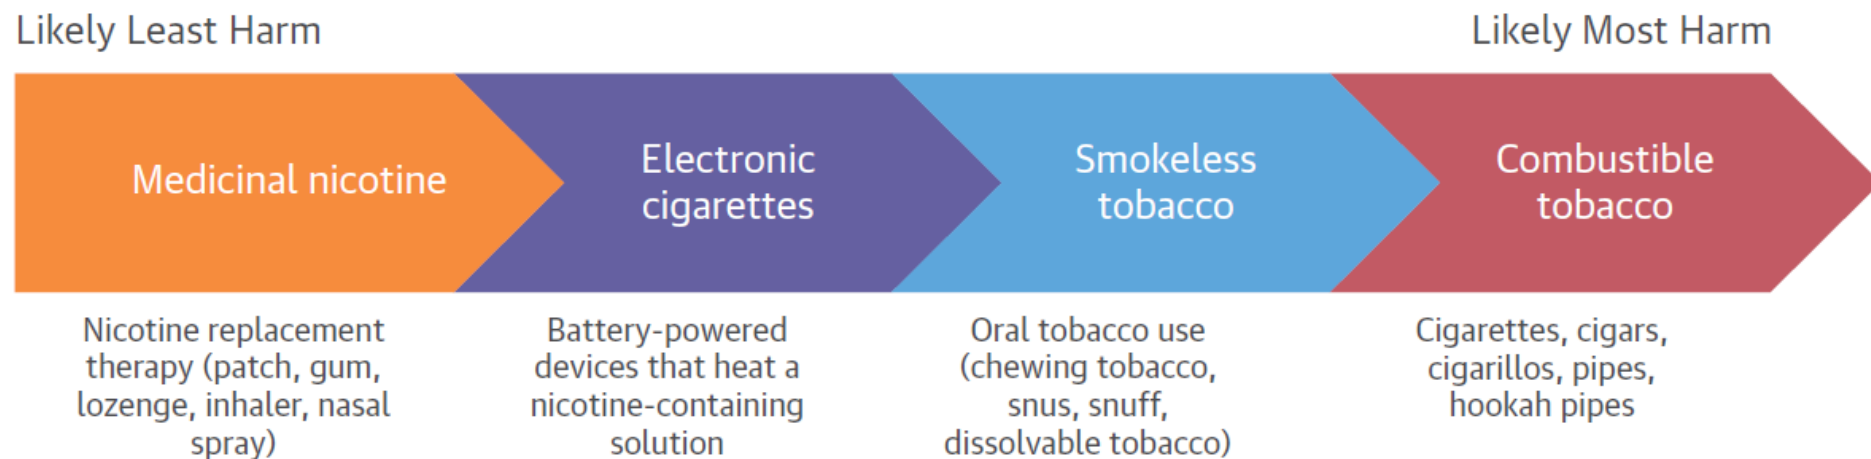 Likely Least Harm
Likely Most Harm
Medicinal nicotine
Electronic
cigarettes
Smokeless
tobacco
Combustible
tobacco
Nicotine replacement
therapy (patch, gum,
lozenge, inhaler, nasal
spray)
Battery-powered
devices that heat a
nicotine-containing
solution
Oral tobacco use
(chewing tobacco,
snus, snuff,
dissolvable tobacco)
Cigarettes, cigars,
cigarillos, pipes,
hookah pipes